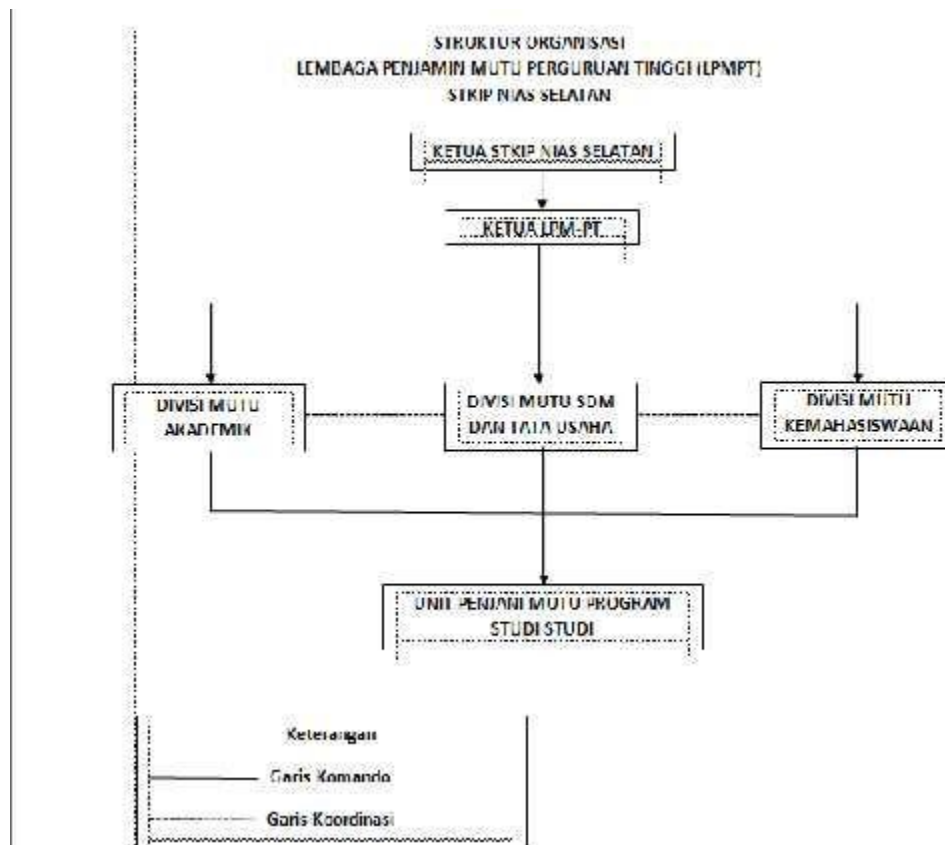 STRUKTUR ORGANISASI
LEMBAGA PENJAMIN MUTU PERGURUAN TINGGI (LPMPT)
STKIP NIAS SELATAN
KETUA STKIP NIAS SELATAN
KETUA LPM-PT
DIVISI MUTU
AKADEMIK
DIVISI MUTU SDM
DAN TATA USAHA
DIVISI MUTU
KEMAHASISWAAN
UNIT PENJANI MUTU PROGRAM
STUDI STUDI
Keterangan
Garis Komando
Garis Koordinasi